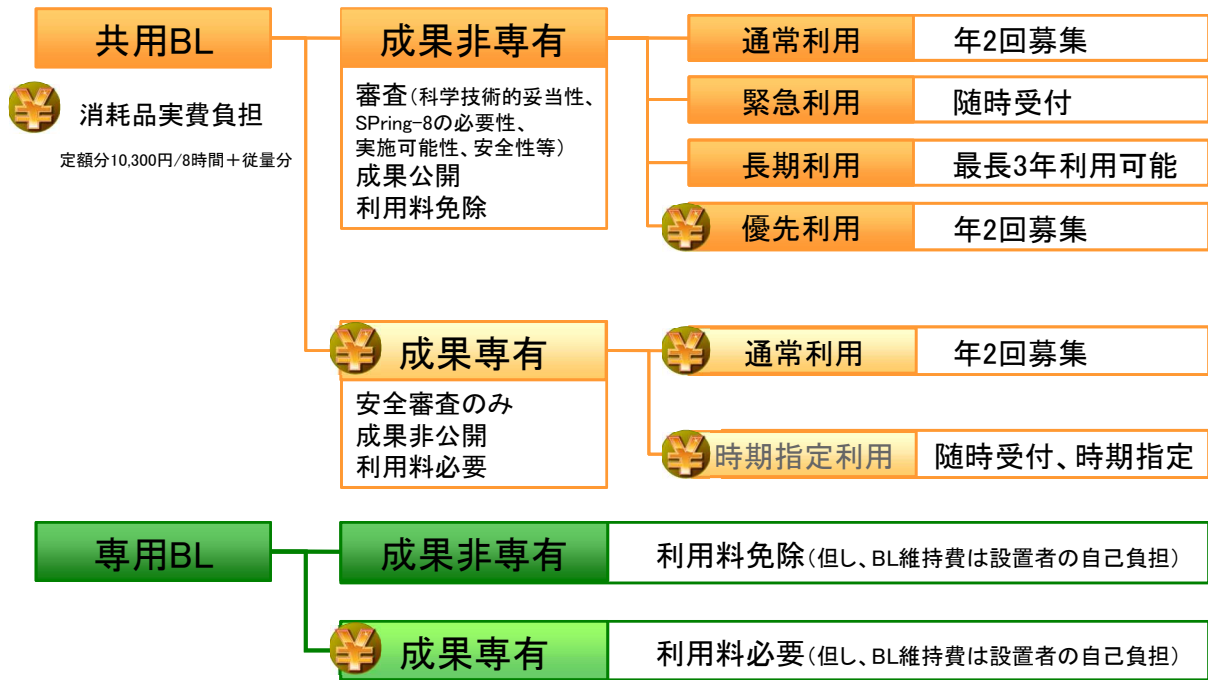 共用BL
消耗品実費負担
定額分10,300円/8時間＋従量分
成果非専有
審査（科学技術的妥当性、
SPring-8の必要性、
実施可能性、安全性等）
成果公開
利用料免除
通常利用 年2回募集
緊急利用 随時受付
長期利用 最長3年利用可能
¥ 優先利用 年2回募集
¥ 成果専有
安全審査のみ
成果非公開
利用料必要
¥ 通常利用 年2回募集
¥ 時期指定利用 随時受付、時期指定
専用BL
成果非専有 利用料免除（但し、BL維持費は設置者の自己負担）
¥ 成果専有 利用料必要（但し、BL維持費は設置者の自己負担）